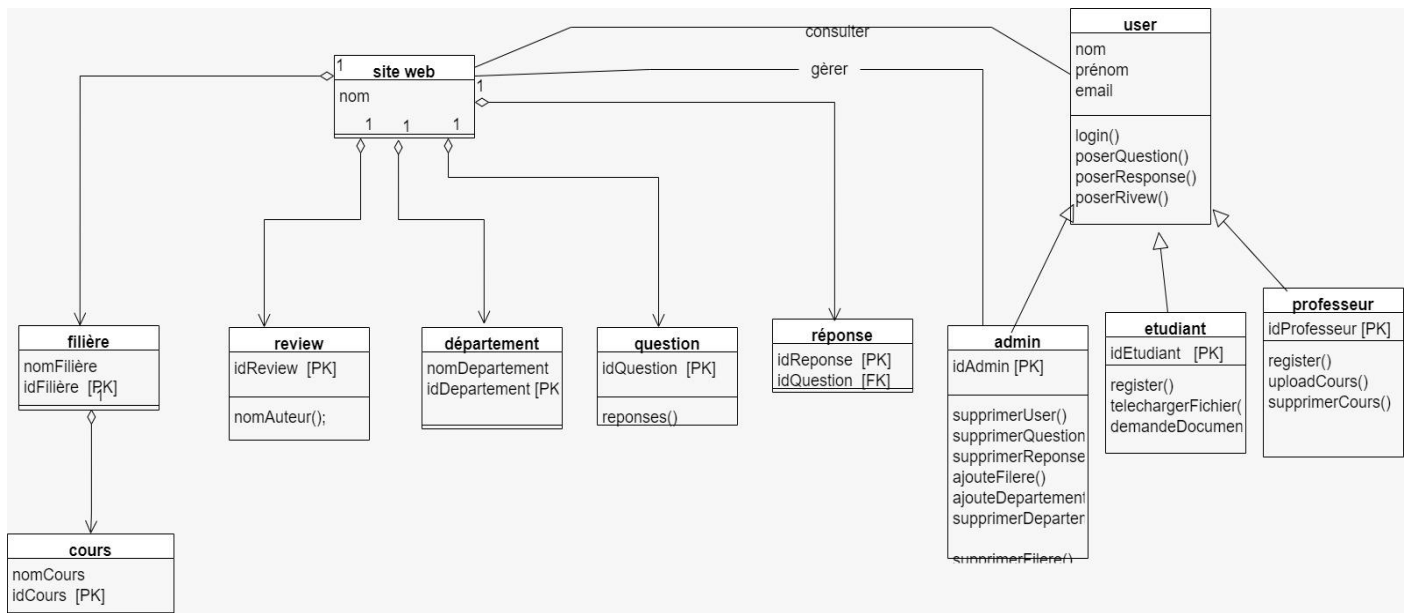 consulter
gèrer
user
nom
prénom
email
login()
poserQuestion()
poserResponse()
poserRivew()
1
site web
1
nom
1
1
1
filière
nomFilière
idFilière [PK]
1
review
idReview [PK]
nomAuteur();
département
nomDepartement
idDepartement [PK
question
idQuestion [PK]
reponses()
réponse
idReponse [PK]
idQuestion [FK]
admin
idAdmin [PK]
supprimerUser()
supprimerQuestion
supprimerReponse
ajouteFilere()
ajouteDepartement
supprimerDeparter
supprimerFilere()
etudiant
idEtudiant [PK]
register()
telechargerFichier(
demandeDocumen
professeur
idProfesseur [PK]
register()
uploadCours()
supprimerCours()
cours
nomCours
idCours [PK]